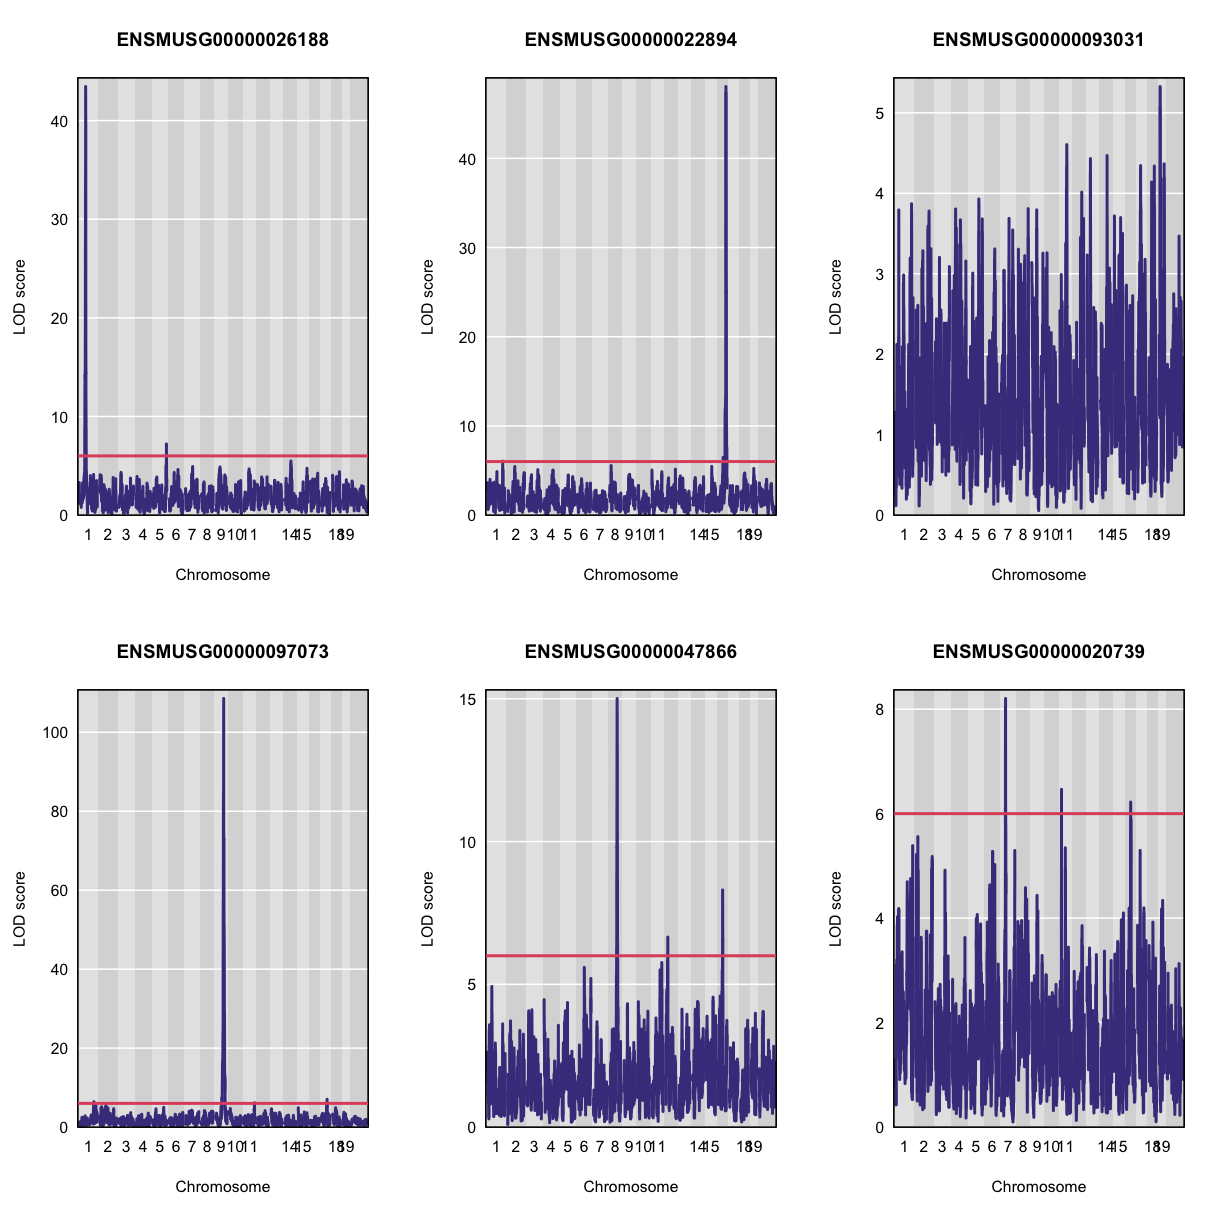 ENSMUSG00000026188
ENSMUSG00000022894
ENSMUSG00000093031
LOD score
0 10 20 30 40
1 2 3 4 5 6 7 8 9 10 11 14 15 18 19
Chromosome
LOD score
0 10 20 30 40
1 2 3 4 5 6 7 8 9 10 11 14 15 18 19
Chromosome
LOD score
0 1 2 3 4 5
1 2 3 4 5 6 7 8 9 10 11 14 15 18 19
Chromosome
ENSMUSG00000097073
ENSMUSG00000047866
ENSMUSG00000020739
LOD score
0 20 40 60 80 100
1 2 3 4 5 6 7 8 9 10 11 14 15 18 19
Chromosome
LOD score
0 5 10 15
1 2 3 4 5 6 7 8 9 10 11 14 15 18 19
Chromosome
LOD score
0 2 4 6 8
1 2 3 4 5 6 7 8 9 10 11 14 15 18 19
Chromosome